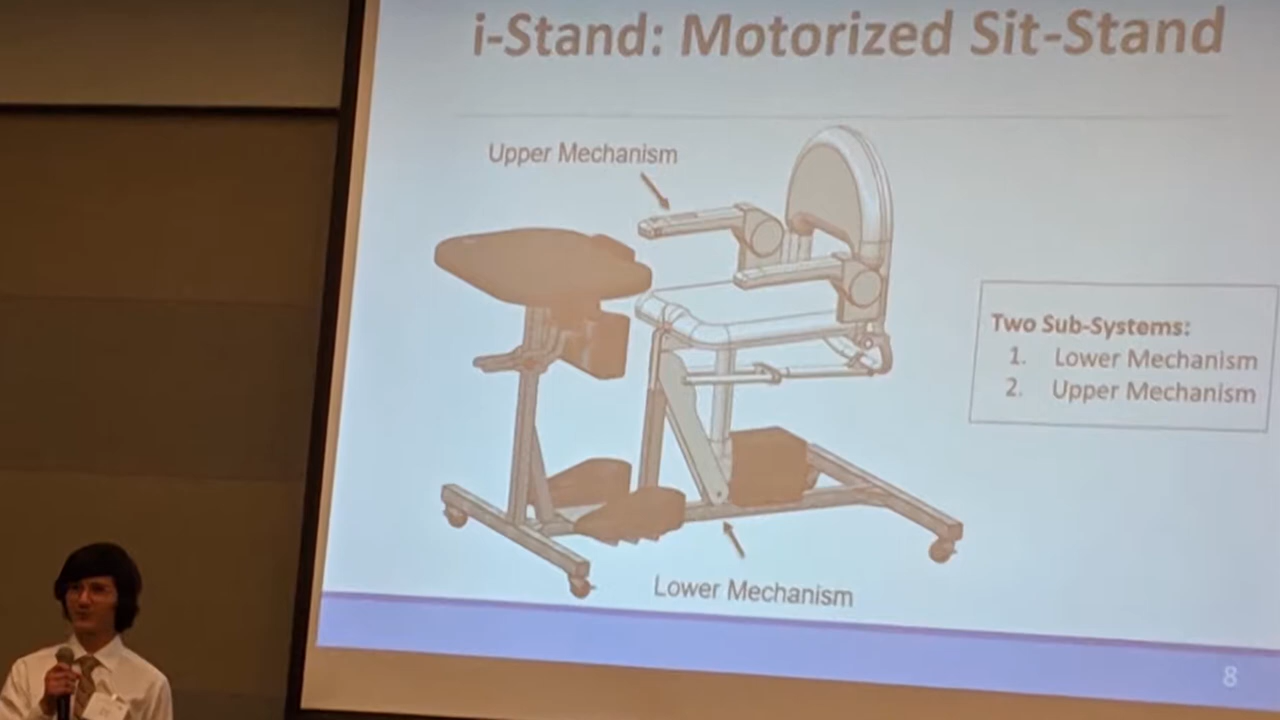 i-Stand: Motorized Sit-Stand
Upper Mechanism
Two Sub-Systems:
1. Lower Mechanism
2. Upper Mechanism
Lower Mechanism
8